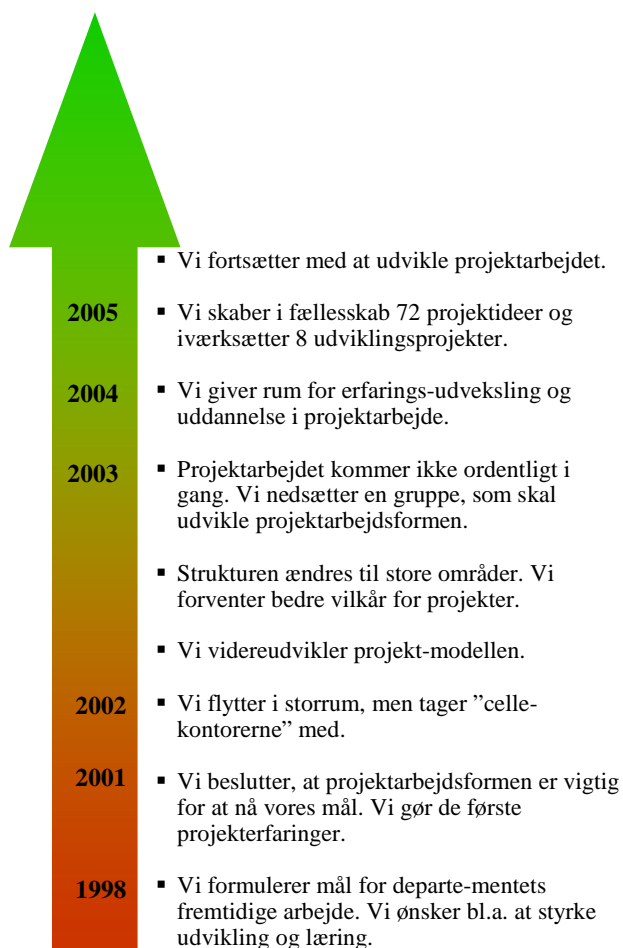 ▪ Vi fortsætter med at udvikle projektarbejdet.
2005 ▪ Vi skaber i fællesskab 72 projektideer og
iværksætter 8 udviklingsprojekter.
2004 ▪ Vi giver rum for erfarings-udveksling og
uddannelse i projektarbejde.
2003 ▪ Projektarbejdet kommer ikke ordentligt i
gang. Vi nedsætter en gruppe, som skal
udvikle projektarbejdsformen.
▪ Strukturen ændres til store områder. Vi
forventer bedre vilkår for projekter.
▪ Vi videreudvikler projekt-modellen.
2002 ▪ Vi flytter i storrum, men tager ”celle-
kontorerne” med.
2001 ▪ Vi beslutter, at projektarbejdsformen er vigtig
for at nå vores mål. Vi gør de første
projekterfaringer.
1998 ▪ Vi formulerer mål for departe-mentets
fremtidige arbejde. Vi ønsker bl.a. at styrke
udvikling og læring.